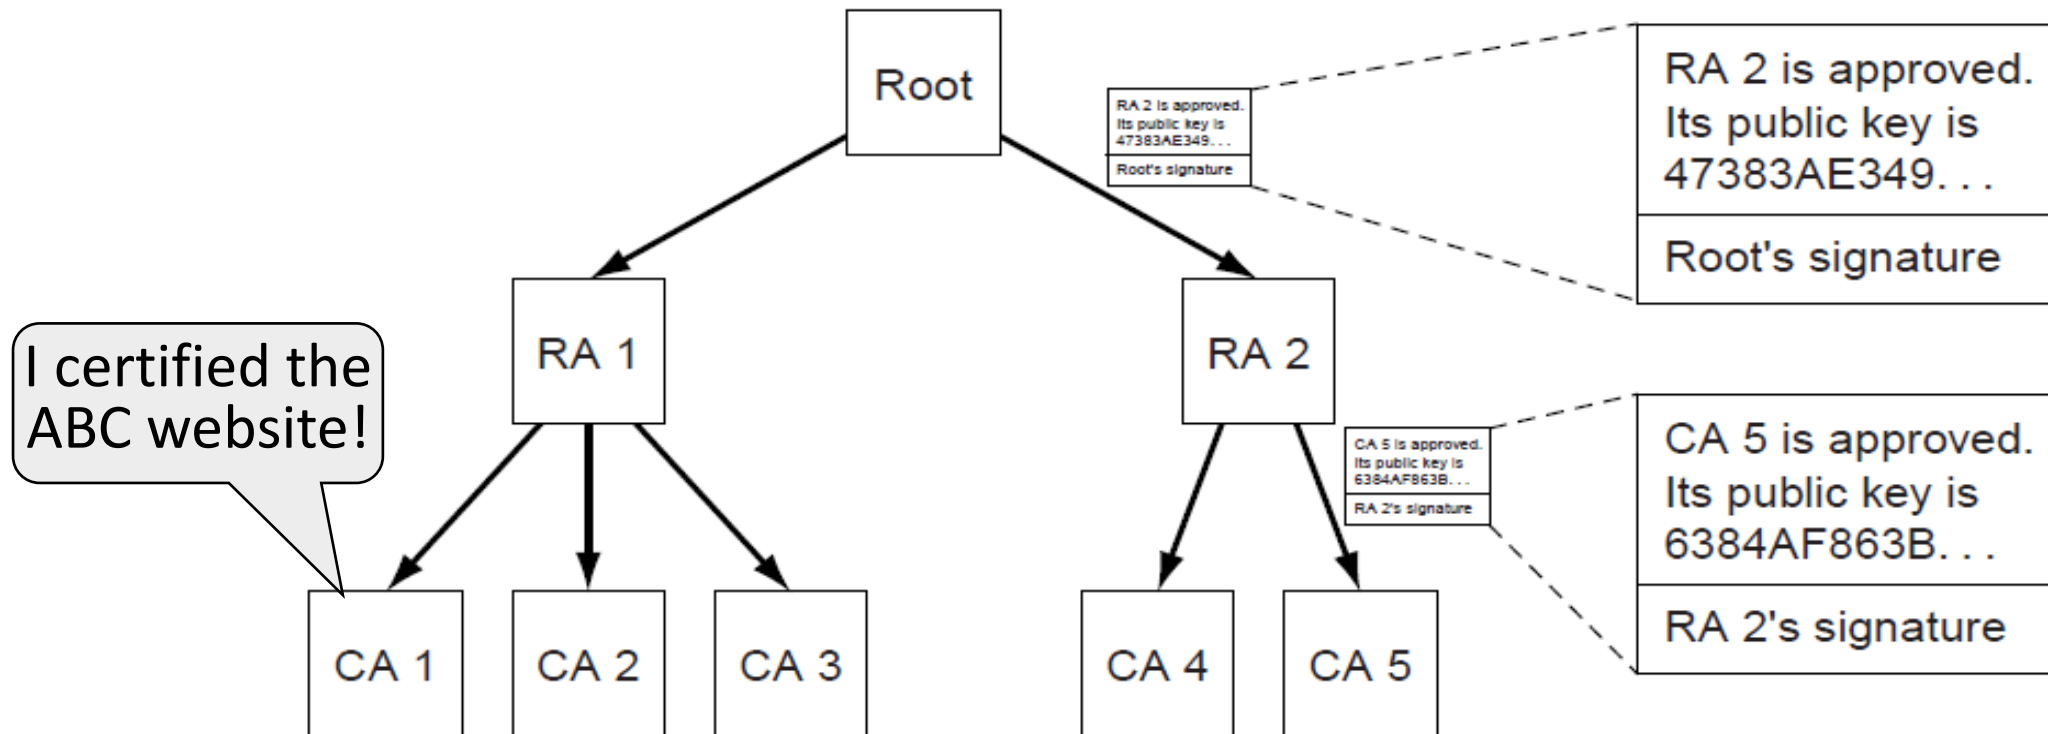 Root
RA 2 is approved.
Its public key is
47383AE349...
Root's signature
RA 2 is approved.
Its public key is
47383AE349...
Root's signature
RA 1
RA 2
I certified the
ABC website!
CA 5 is approved.
Its public key is
6384AF863B...
RA 2's signature
CA 5 is approved.
Its public key is
6384AF863B...
RA 2's signature
CA 1
CA 2
CA 3
CA 4
CA 5